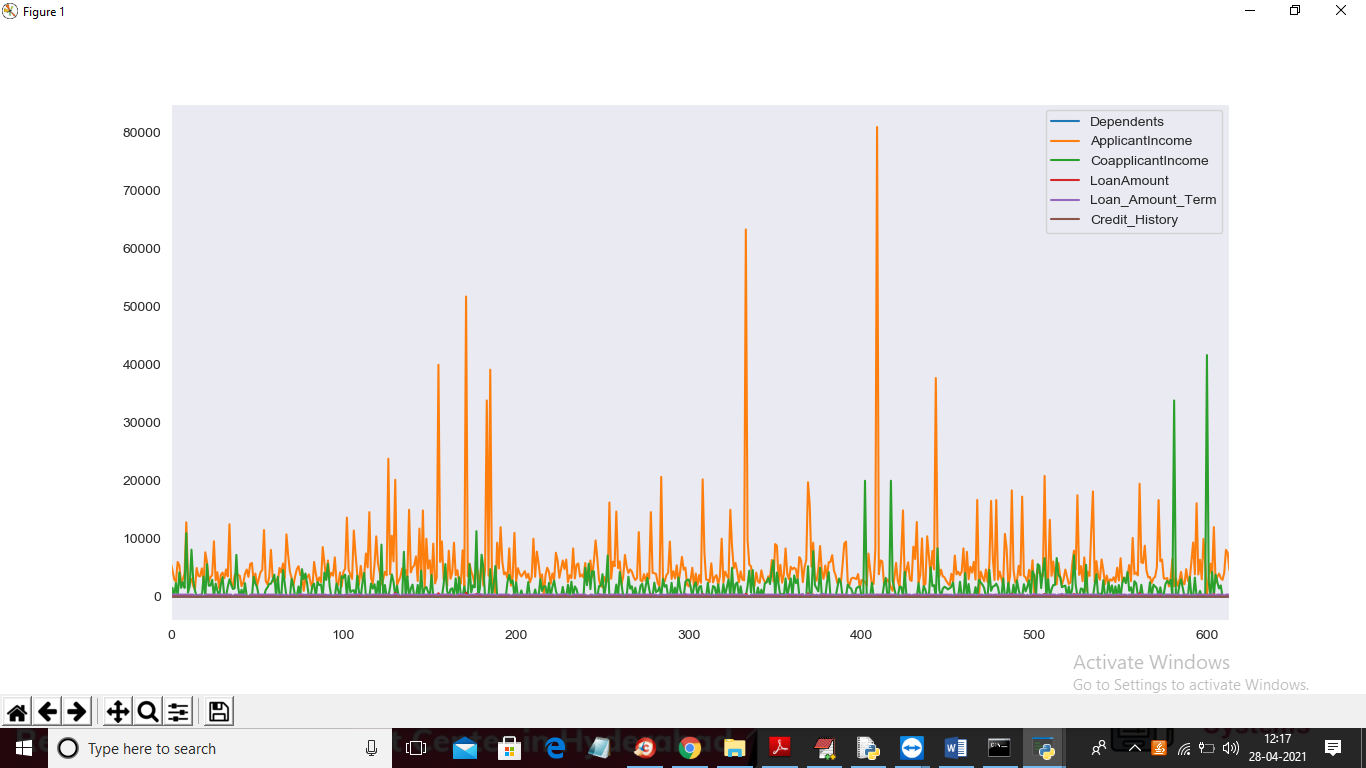 Figure 1
80000
70000
60000
50000
40000
30000
20000
10000
0
0 100 200 300 400 500 600
Dependents
ApplicantIncome
CoapplicantIncome
LoanAmount
Loan_Amount_Term
Credit_History
Activate Windows
Go to Settings to activate Windows.
Type here to search
12:17
28-04-2021